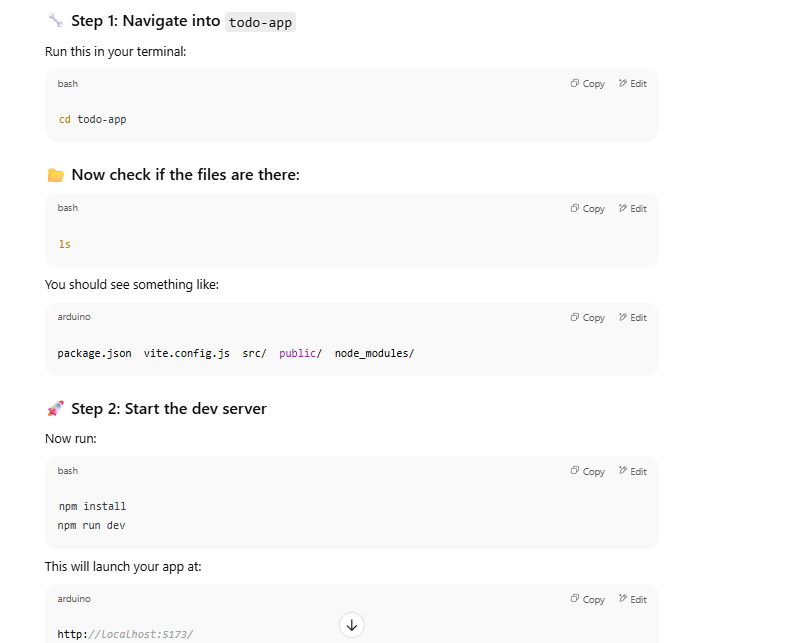 🔧 Step 1: Navigate into todo-app
Run this in your terminal:
bash
Copy
Edit
cd todo-app
📁 Now check if the files are there:
bash
Copy
Edit
ls
You should see something like:
arduino
Copy
Edit
package.json  vite.config.js  src/  public/  node_modules/
🚀 Step 2: Start the dev server
Now run:
bash
Copy
Edit
npm install
npm run dev
This will launch your app at:
arduino
Copy
Edit
http://localhost:5173/